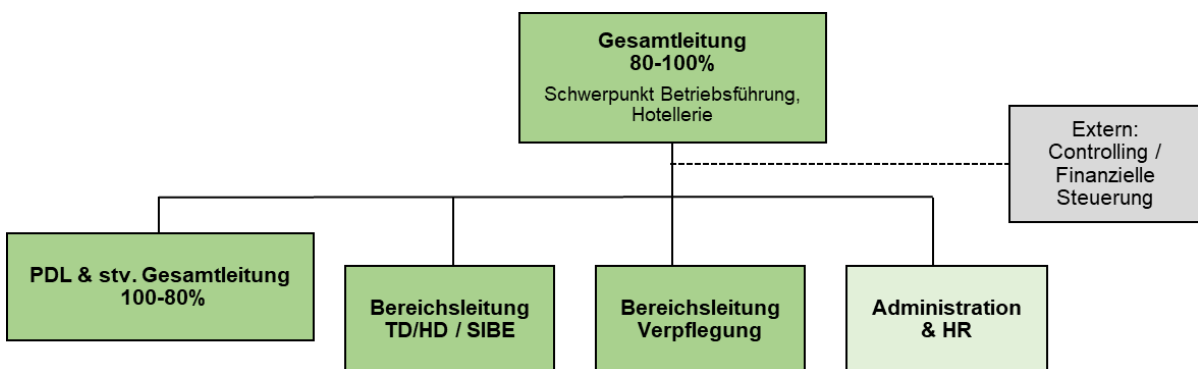 Gesamtleitung
80-100%
Schwerpunkt Betriebsführung,
Hotellerie
Extern:
Controlling /
Finanzielle
Steuerung
PDL & stv. Gesamtleitung
100-80%
Bereichsleitung
TD/HD / SIBE
Bereichsleitung
Verpflegung
Administration
& HR